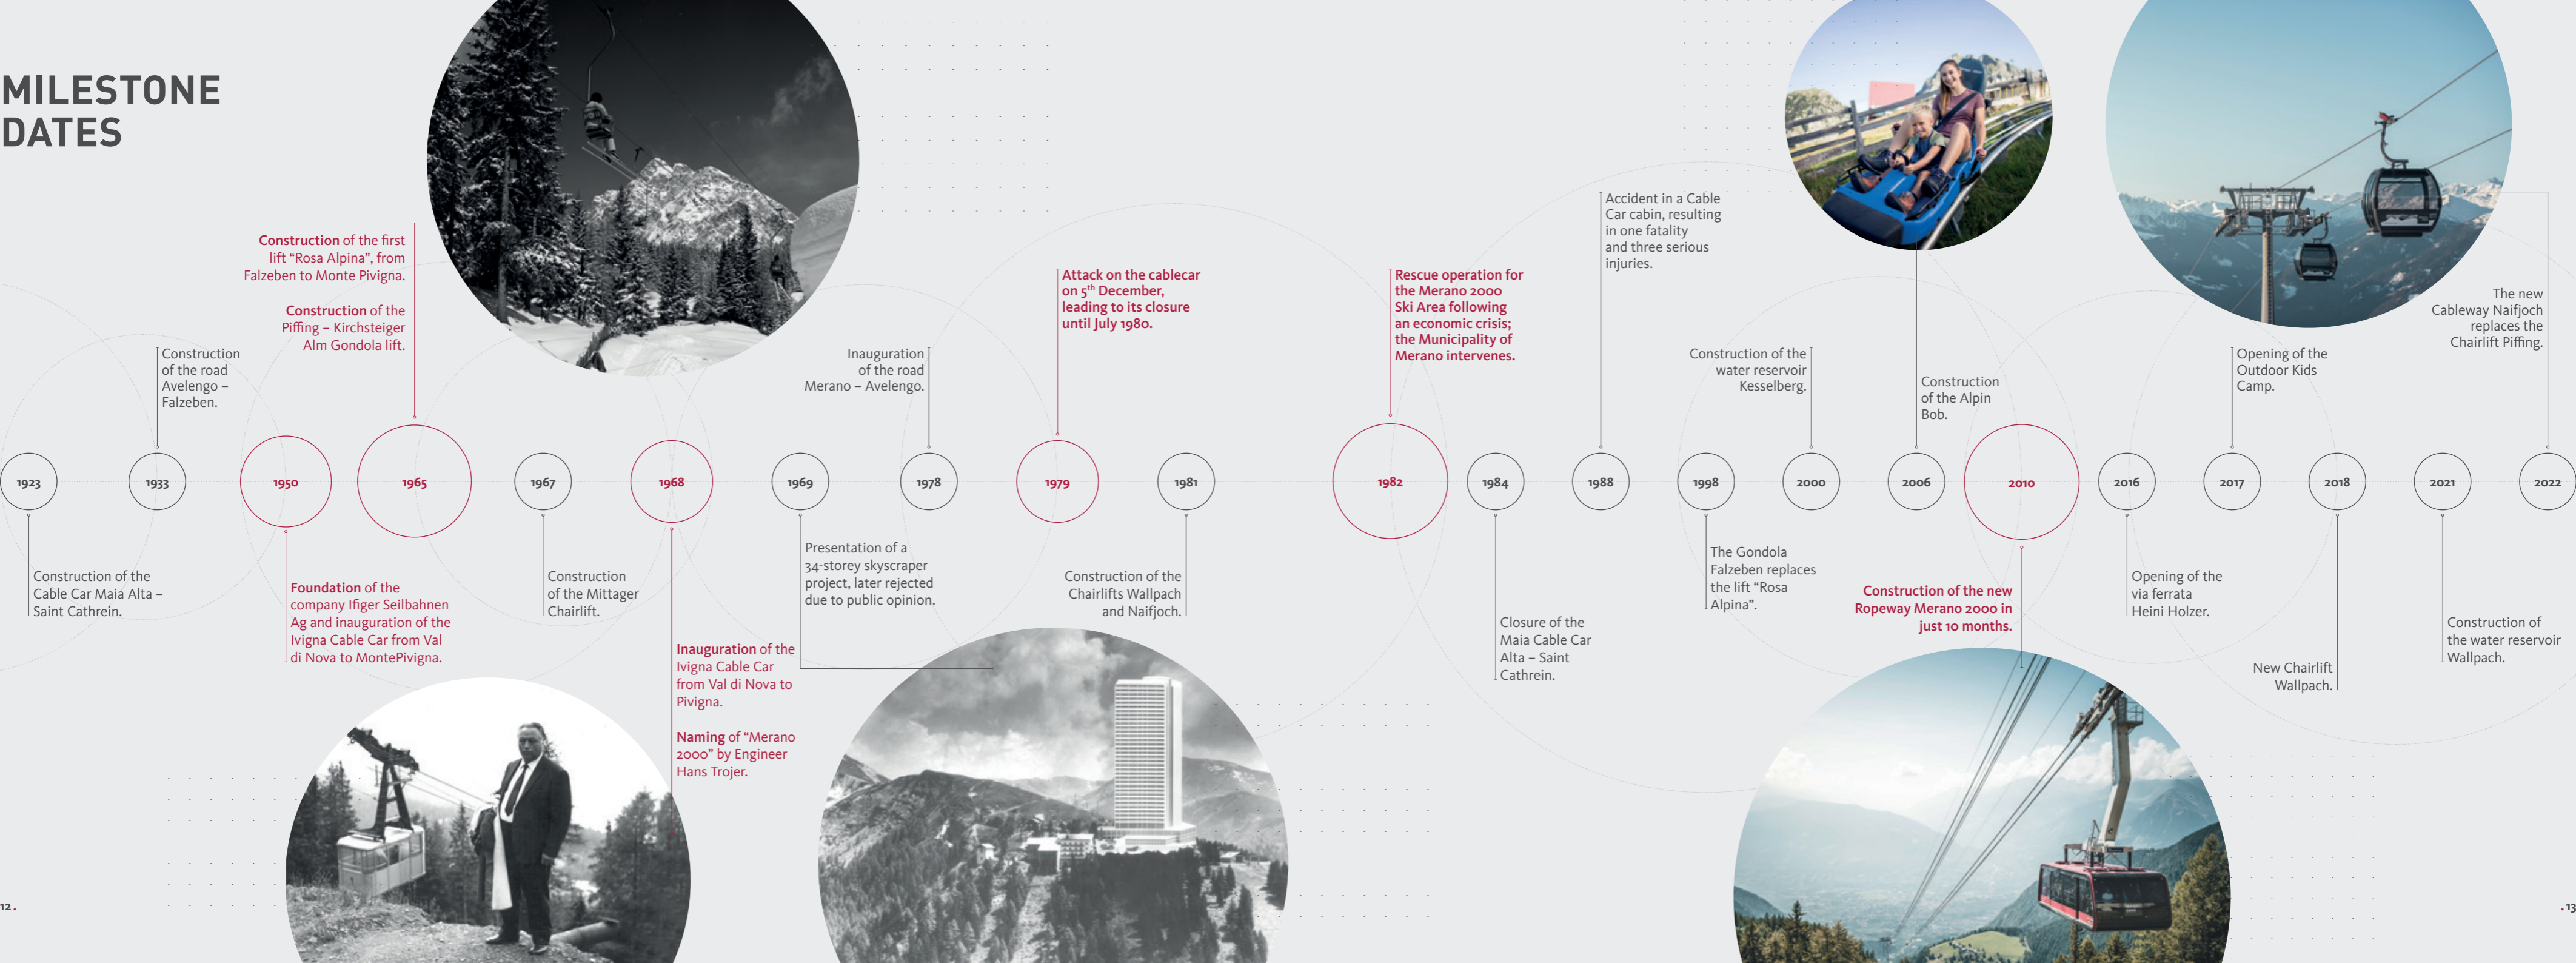 MILESTONE
DATES
1923
Construction of the
Cable Car Maia Alta –
Saint Cathrein.
Construction
of the road
Avelengo –
Falzeben.
1933
1950
Foundation of the
company Ifiger Seilbahnen
Ag and inauguration of the
Ivigna Cable Car from Val
di Nova to MontePivigna.
Construction of the first
lift “Rosa Alpina”, from
Falzeben to Monte Pivigna.
Construction of the
Piffing – Kirchsteiger
Alm Gondola lift.
1965
1967
Construction
of the Mittager
Chairlift.
1968
Inauguration of the
Ivigna Cable Car
from Val di Nova to
Pivigna.
Naming of “Merano
2000” by Engineer
Hans Trojer.
1969
Presentation of a
34-storey skyscraper
project, later rejected
due to public opinion.
Inauguration
of the road
Merano – Avelengo.
1978
Attack on the cablecar
on 5th December,
leading to its closure
until July 1980.
1979
1981
Construction of the
Chairlifts Wallpach
and Naifjoch.
Rescue operation for
the Merano 2000
Ski Area following
an economic crisis;
the Municipality of
Merano intervenes.
1982
1984
Closure of the
Maia Cable Car
Alta – Saint
Cathrein.
Accident in a Cable
Car cabin, resulting
in one fatality
and three serious
injuries.
1988
1998
The Gondola
Falzeben replaces
the lift “Rosa
Alpina”.
Construction of the
water reservoir
Kesselberg.
2000
Construction
of the Alpin
Bob.
2006
2010
Construction of the new
Ropeway Merano 2000 in
just 10 months.
2016
Opening of the
via ferrata
Heini Holzer.
Opening of the
Outdoor Kids
Camp.
2017
2018
New Chairlift
Wallpach.
2021
Construction of
the water reservoir
Wallpach.
The new
Cableway Naifjoch
replaces the
Chairlift Piffing.
2022
12.
.13